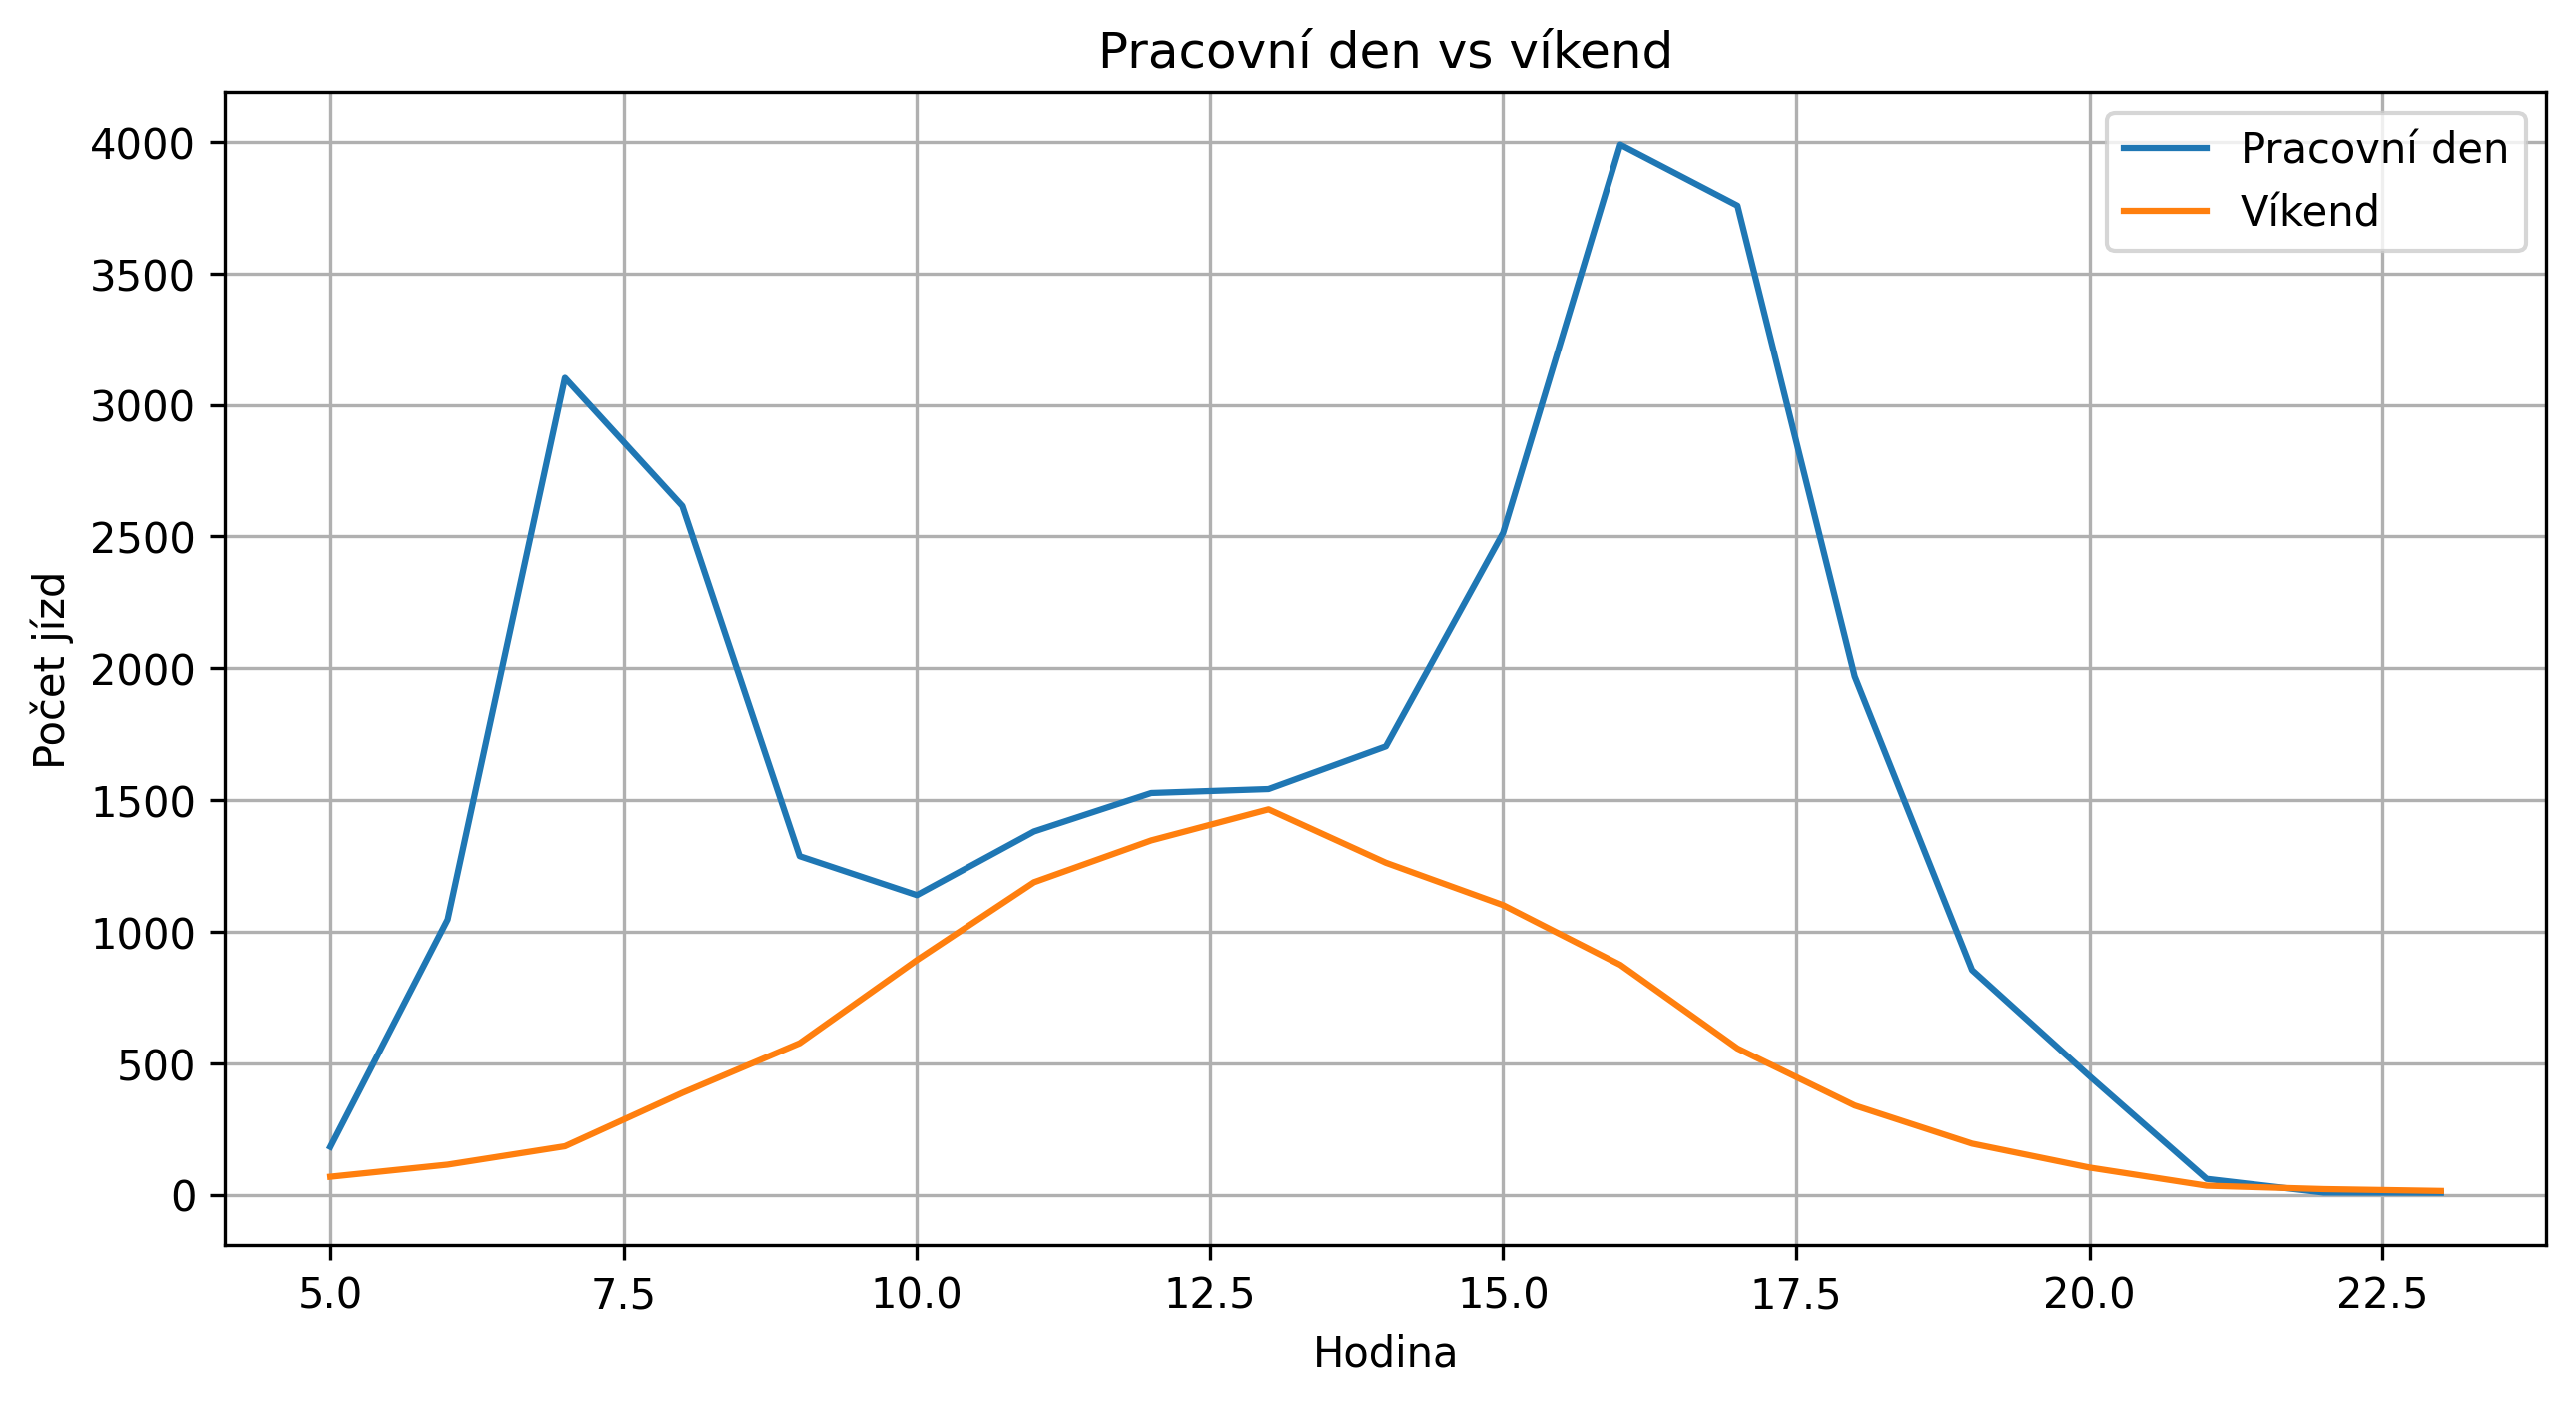 Pracovní den vs víkend
4000
3500
3000
2500
2000
1500
1000
500
0
Počet jízd
Pracovní den
Víkend
5.0 7.5 10.0 12.5 15.0 17.5 20.0 22.5
Hodina